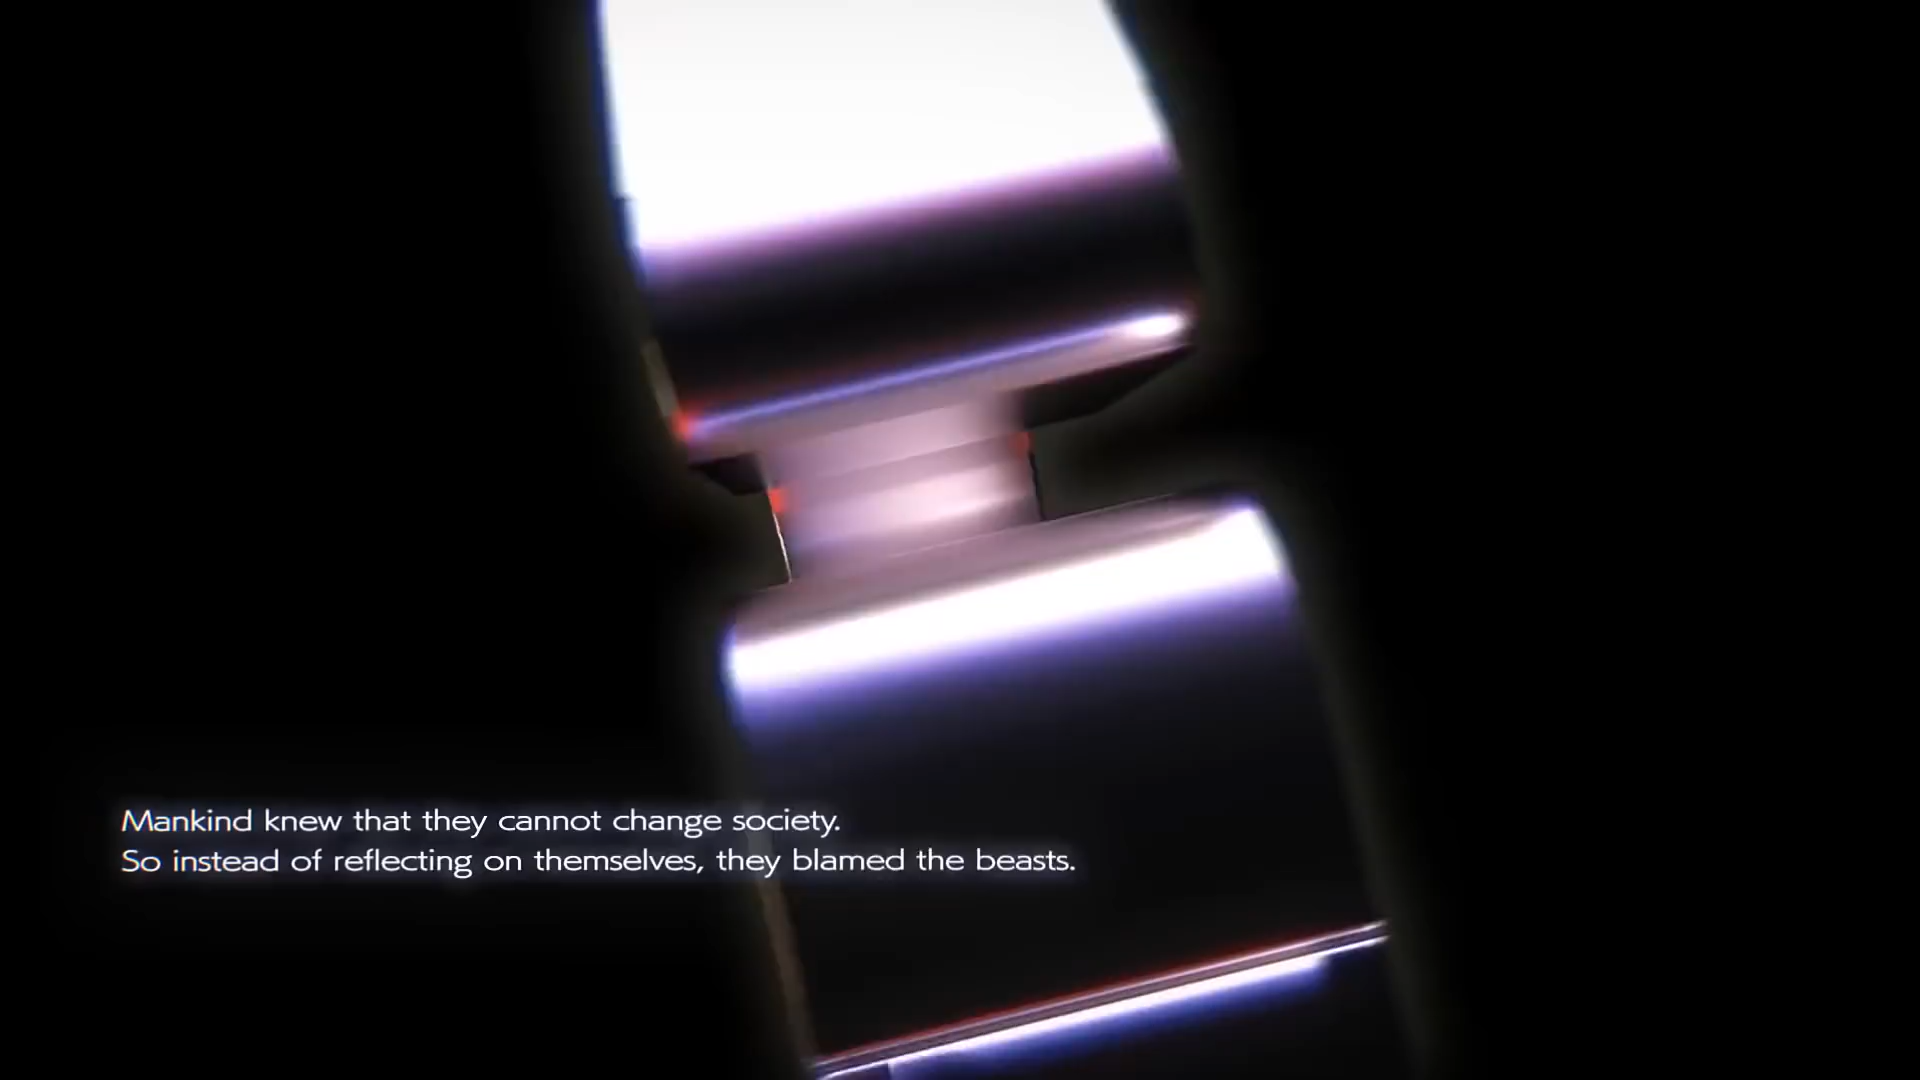 Mankind knew that they cannot change society.
So instead of reflecting on themselves, they blamed the beasts.